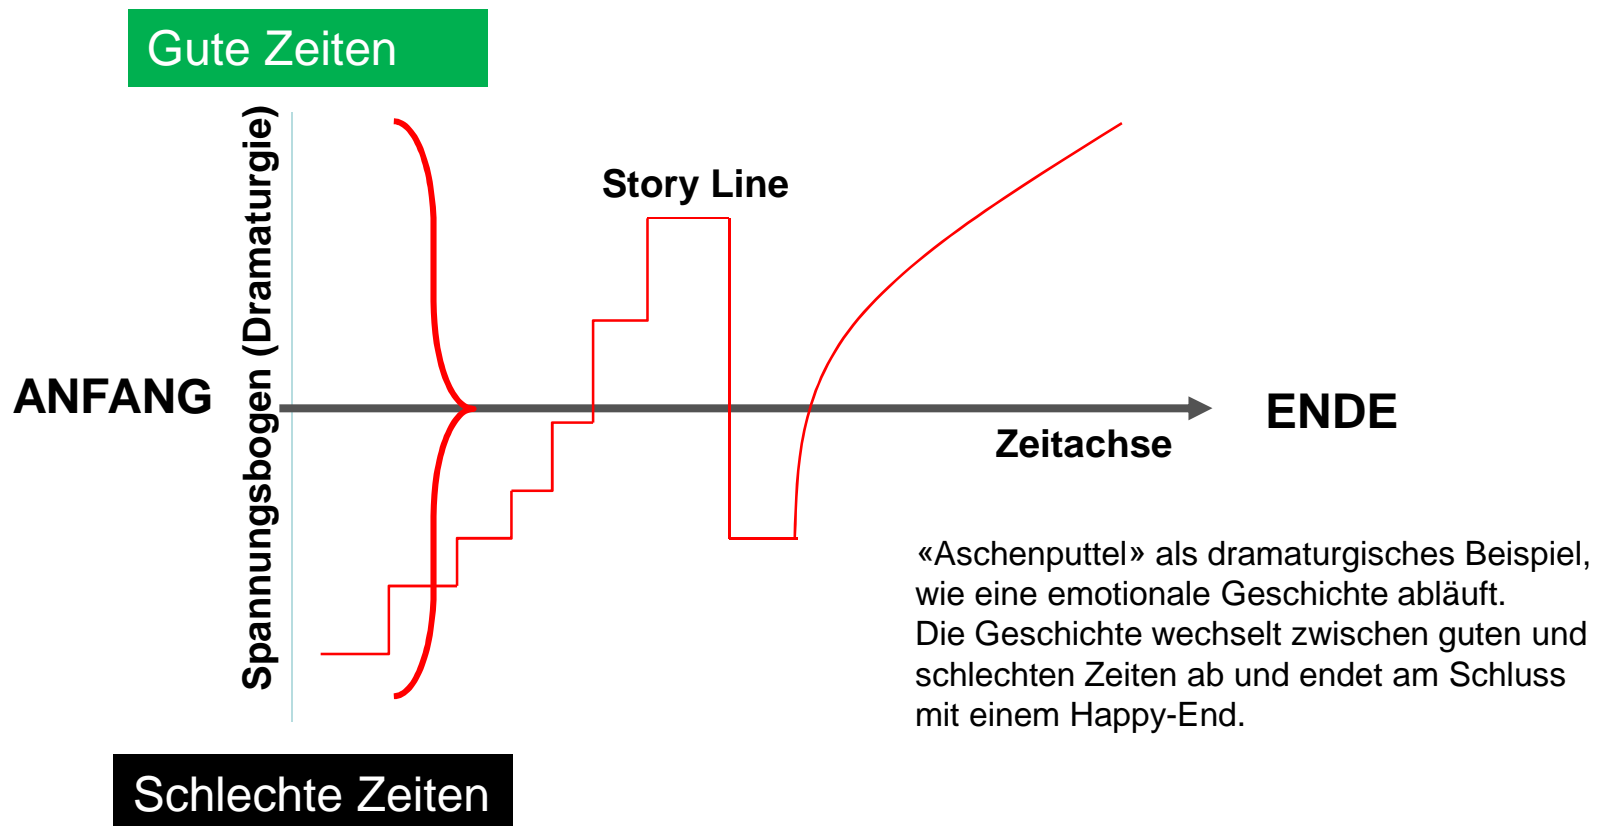 Gute Zeiten
Spannungsbogen (Dramaturgie)
Story Line
ANFANG
ENDE
Zeitachse
«Aschenputtel» als dramaturgisches Beispiel,
wie eine emotionale Geschichte abläuft.
Die Geschichte wechselt zwischen guten und
schlechten Zeiten ab und endet am Schluss
mit einem Happy-End.
Schlechte Zeiten